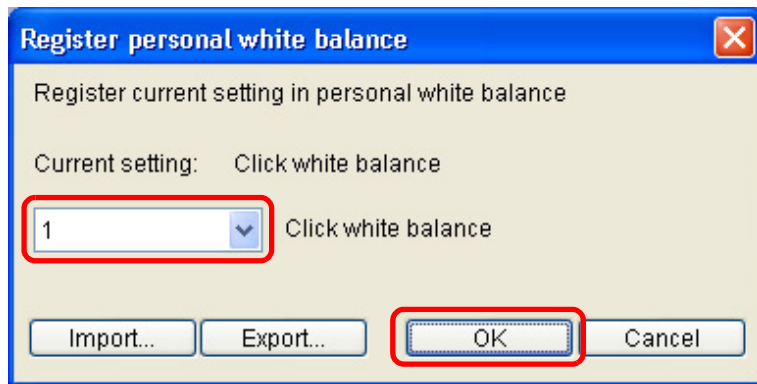 Register personal white balance
Register current setting in personal white balance
Current setting: Click white balance
1 Click white balance
Import... Export... OK Cancel